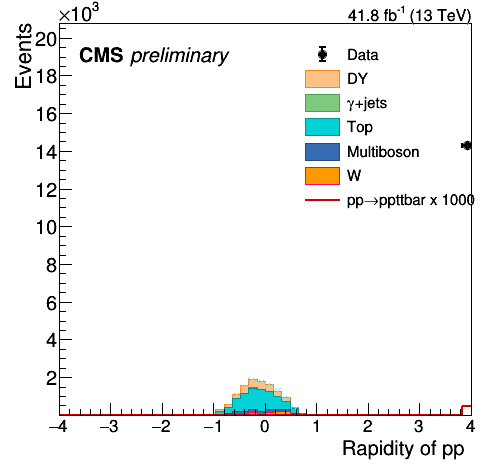 ×10³
41.8 fb⁻¹ (13 TeV)
Events
CMS preliminary
Data
DY
γ+jets
Top
Multiboson
W
pp→ppttbar x 1000
20
18
16
14
12
10
8
6
4
2
−4 −3 −2 −1 0 1 2 3 4
Rapidity of pp